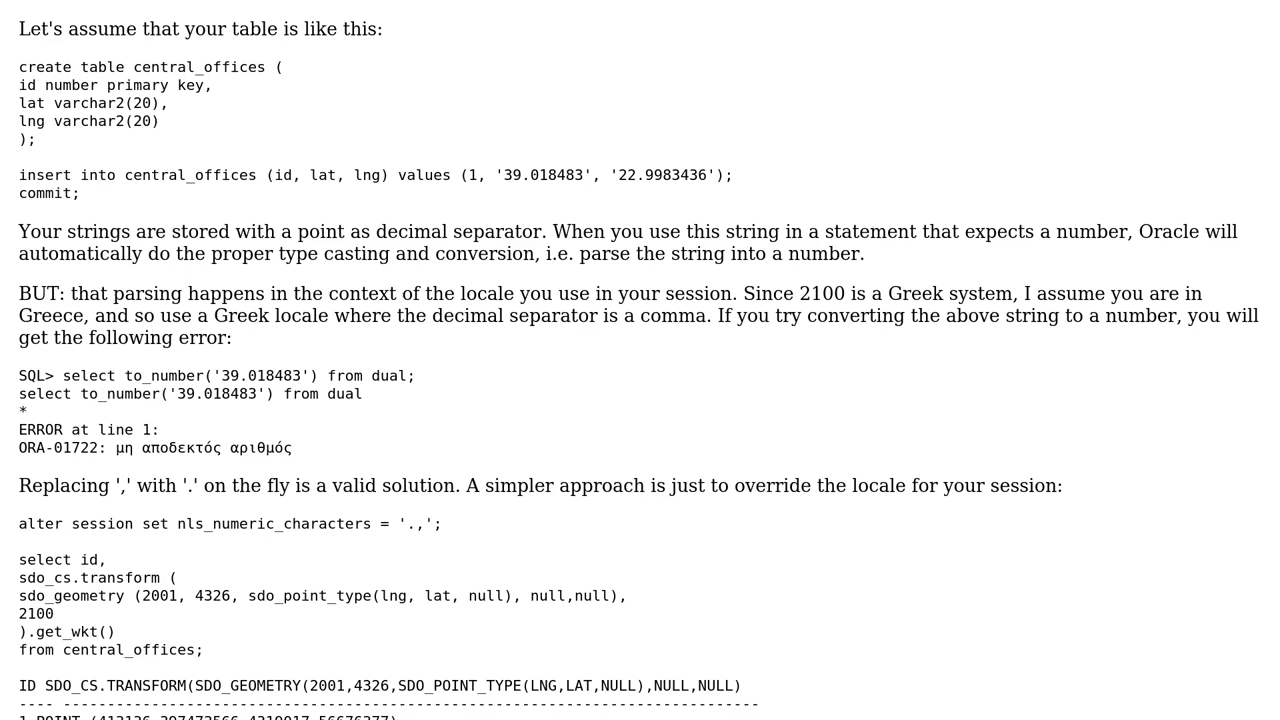 Let's assume that your table is like this:
create table central_offices (
id number primary key,
lat varchar2(20),
lng varchar2(20)
);
insert into central_offices (id, lat, lng) values (1, '39.018483', '22.9983436');
commit;
Your strings are stored with a point as decimal separator. When you use this string in a statement that expects a number, Oracle will
automatically do the proper type casting and conversion, i.e. parse the string into a number.
BUT: that parsing happens in the context of the locale you use in your session. Since 2100 is a Greek system, I assume you are in
Greece, and so use a Greek locale where the decimal separator is a comma. If you try converting the above string to a number, you will
get the following error:
SQL> select to_number('39.018483') from dual;
select to_number('39.018483') from dual
*
ERROR at line 1:
ORA-01722: μη αποδεκτός αριθμός
Replacing ',' with '.' on the fly is a valid solution. A simpler approach is just to override the locale for your session:
alter session set nls_numeric_characters = '.,';
select id,
sdo_cs.transform (
sdo_geometry (2001, 4326, sdo_point_type(lng, lat, null), null,null),
2100
).get_wkt()
from central_offices;
ID SDO_CS.TRANSFORM(SDO_GEOMETRY(2001,4326,SDO_POINT_TYPE(LNG,LAT,NULL),NULL,NULL)
---- -------------------------------------------------------------------------------
1 POINT (413126.397473566 4319017.56676377)